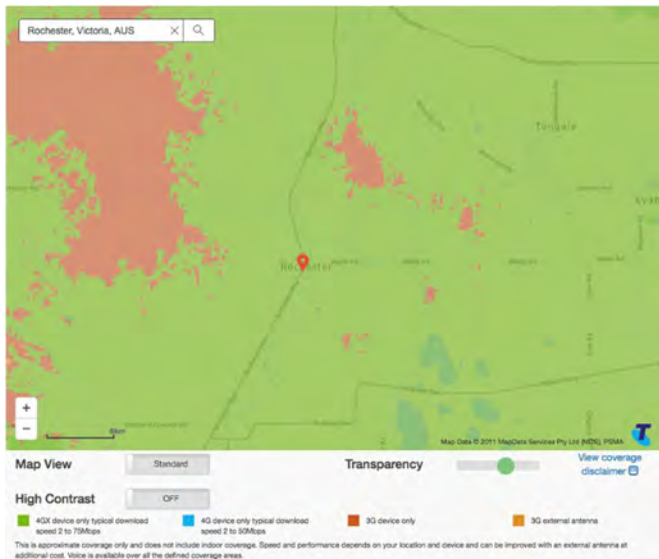 Rochester, Victoria, AUS
Tongala
Rochester
+
−
6km
Map Data © 2011 MapData Services Pty Ltd (MDS), PSMA
Map View
Standard
Transparency
View coverage
disclaimer
High Contrast
OFF
4GX device only typical download
speed 2 to 75Mbps
4G device only typical download
speed 2 to 50Mbps
3G device only
3G external antenna
This is approximate coverage only and does not include indoor coverage. Speed and performance depends on your location and device and can be improved with an external antenna at
additional cost. Voice is available over all the defined coverage areas.